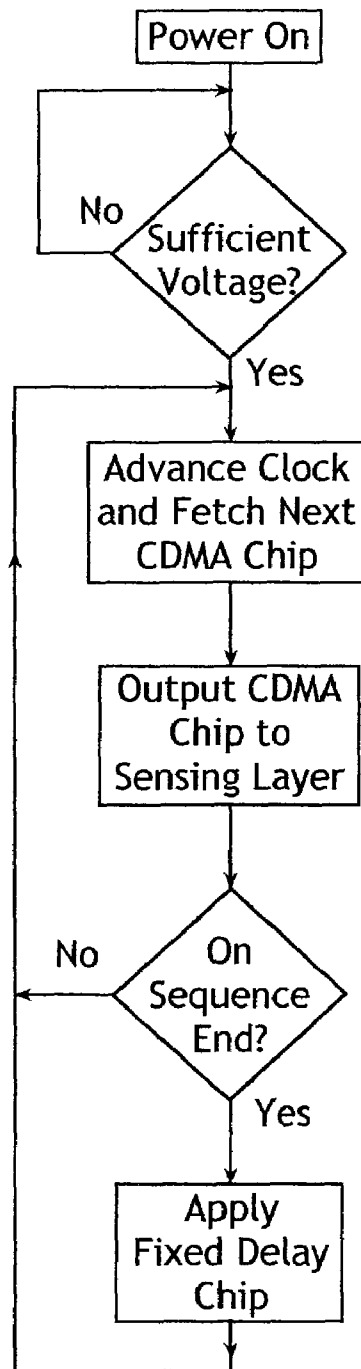 Power On
No
Sufficient
Voltage?
Yes
Advance Clock
and Fetch Next
CDMA Chip
Output CDMA
Chip to
Sensing Layer
No
On
Sequence
End?
Yes
Apply
Fixed Delay
Chip